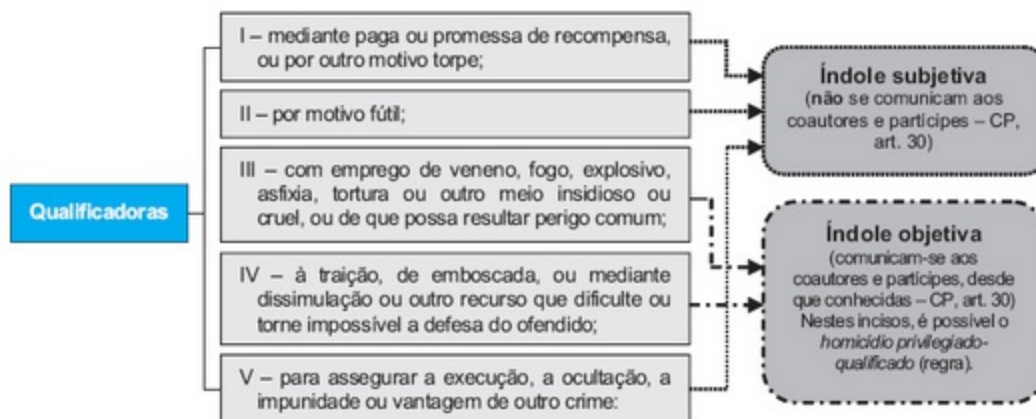 Qualificadoras
I – mediante paga ou promessa de recompensa,
ou por outro motivo torpe;
II – por motivo fútil;
III – com emprego de veneno, fogo, explosivo,
asfixia, tortura ou outro meio insidioso ou
cruel, ou de que possa resultar perigo comum;
IV – à traição, de emboscada, ou mediante
dissimulação ou outro recurso que dificulte ou
torne impossível a defesa do ofendido;
V – para assegurar a execução, a ocultação, a
impunidade ou vantagem de outro crime:
Índole subjetiva
(não se comunicam aos
coautores e partícipes – CP,
art. 30)
Índole objetiva
(comunicam-se aos
coautores e partícipes, desde
que conhecidas – CP, art. 30)
Nestes incisos, é possível o
homicídio privilegiado-
qualificado (regra).